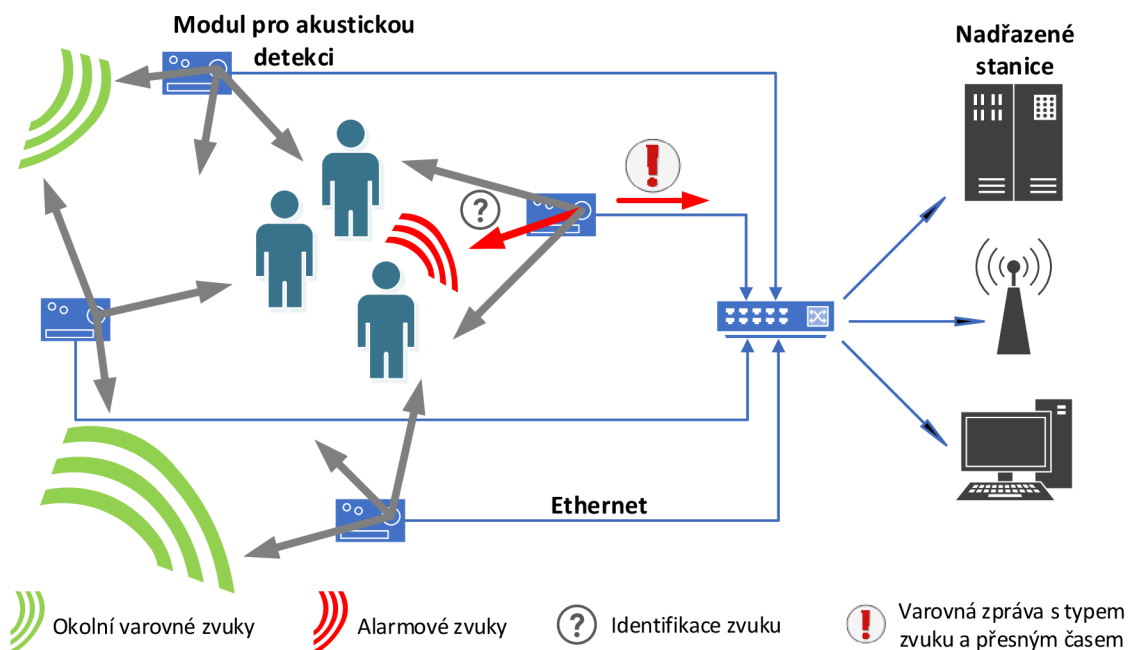 Modul pro akustickou
detekci
Nadřazené
stanice
?
!
Ethernet
Okolní varovné zvuky
Alarmové zvuky
?
Identifikace zvuku
!
Varovná zpráva s typem
zvuku a přesným časem